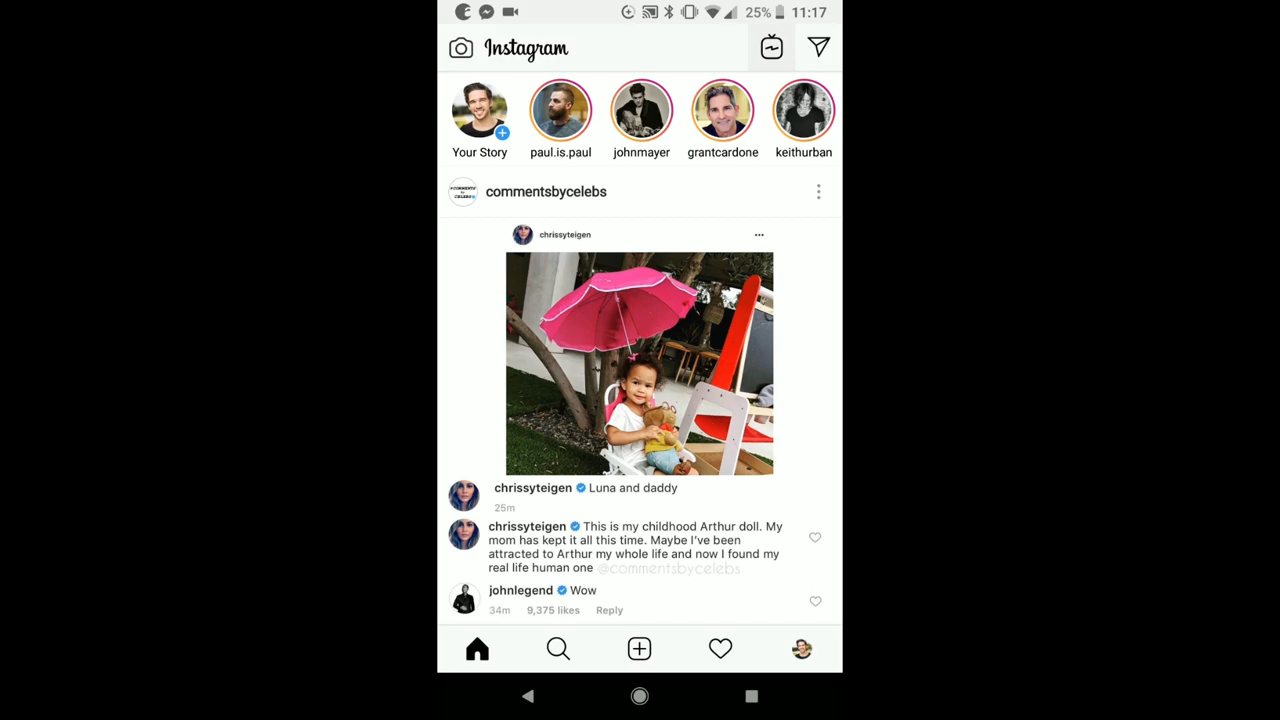 25% 11:17
Instagram
Your Story paul.is.paul johnmayer grantcardone keithurban
commentsbycelebs
chrissyteigen
chrissyteigen Luna and daddy
25m
chrissyteigen This is my childhood Arthur doll. My
mom has kept it all this time. Maybe I've been
attracted to Arthur my whole life and now I found my
real life human one @commentsbycelebs
johnlegend Wow
34m 9,375 likes Reply